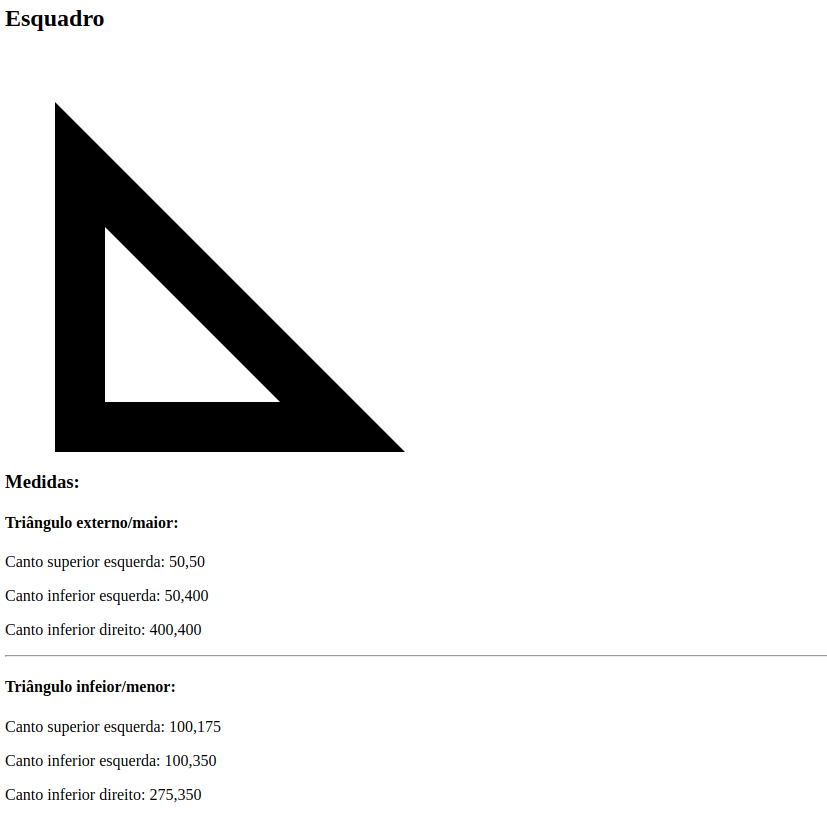 Esquadro
Medidas:
Triângulo externo/maior:
Canto superior esquerda: 50,50
Canto inferior esquerda: 50,400
Canto inferior direito: 400,400
Triângulo infeior/menor:
Canto superior esquerda: 100,175
Canto inferior esquerda: 100,350
Canto inferior direito: 275,350